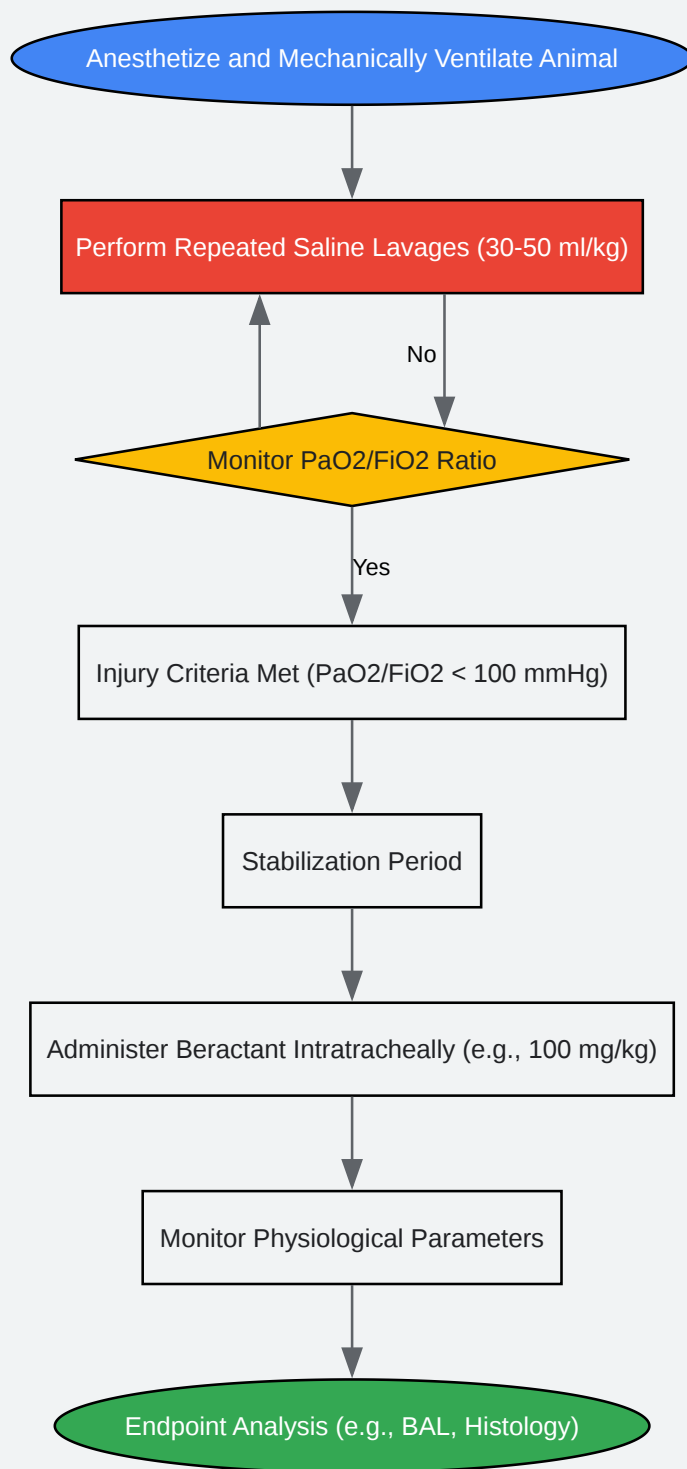 Anesthetize and Mechanically Ventilate Animal
Perform Repeated Saline Lavages (30-50 ml/kg)
No
Monitor PaO2/FiO2 Ratio
Yes
Injury Criteria Met (PaO2/FiO2 < 100 mmHg)
Stabilization Period
Administer Beractant Intratracheally (e.g., 100 mg/kg)
Monitor Physiological Parameters
Endpoint Analysis (e.g., BAL, Histology)